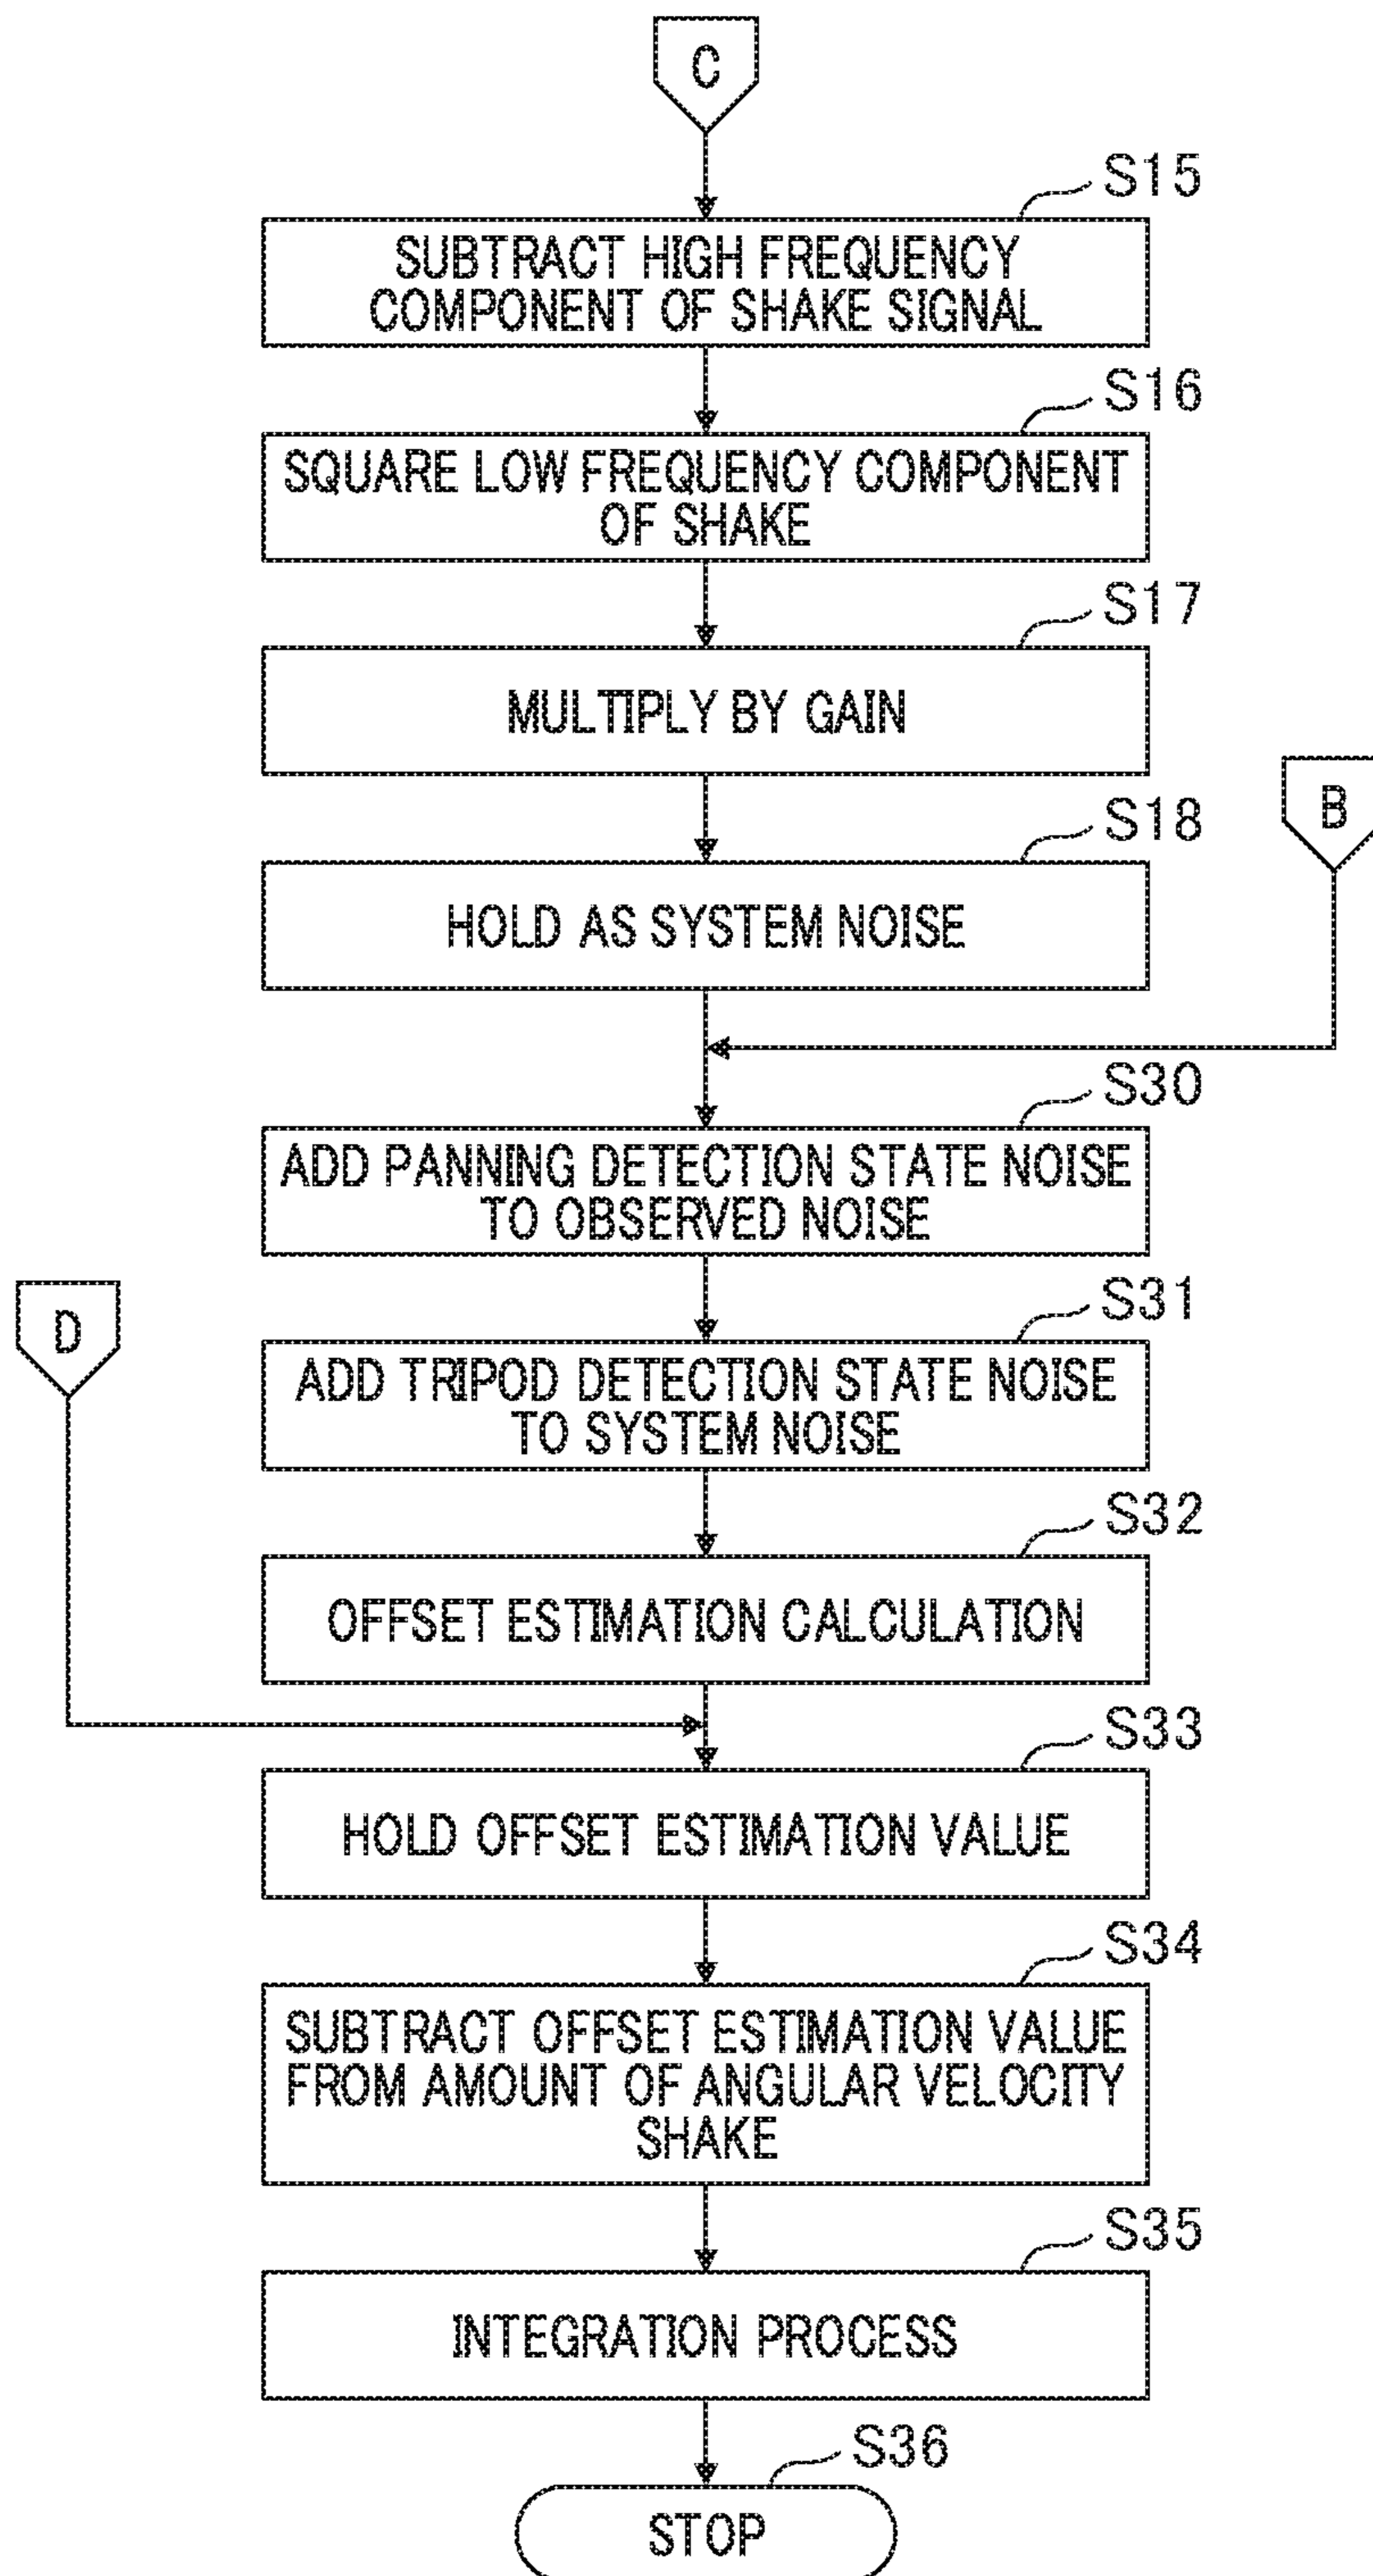 C
S15
SUBTRACT HIGH FREQUENCY
COMPONENT OF SHAKE SIGNAL
S16
SQUARE LOW FREQUENCY COMPONENT
OF SHAKE
S17
MULTIPLY BY GAIN
S18
B
HOLD AS SYSTEM NOISE
S30
ADD PANNING DETECTION STATE NOISE
TO OBSERVED NOISE
S31
D
ADD TRIPOD DETECTION STATE NOISE
TO SYSTEM NOISE
S32
OFFSET ESTIMATION CALCULATION
S33
HOLD OFFSET ESTIMATION VALUE
S34
SUBTRACT OFFSET ESTIMATION VALUE
FROM AMOUNT OF ANGULAR VELOCITY
SHAKE
S35
INTEGRATION PROCESS
S36
STOP